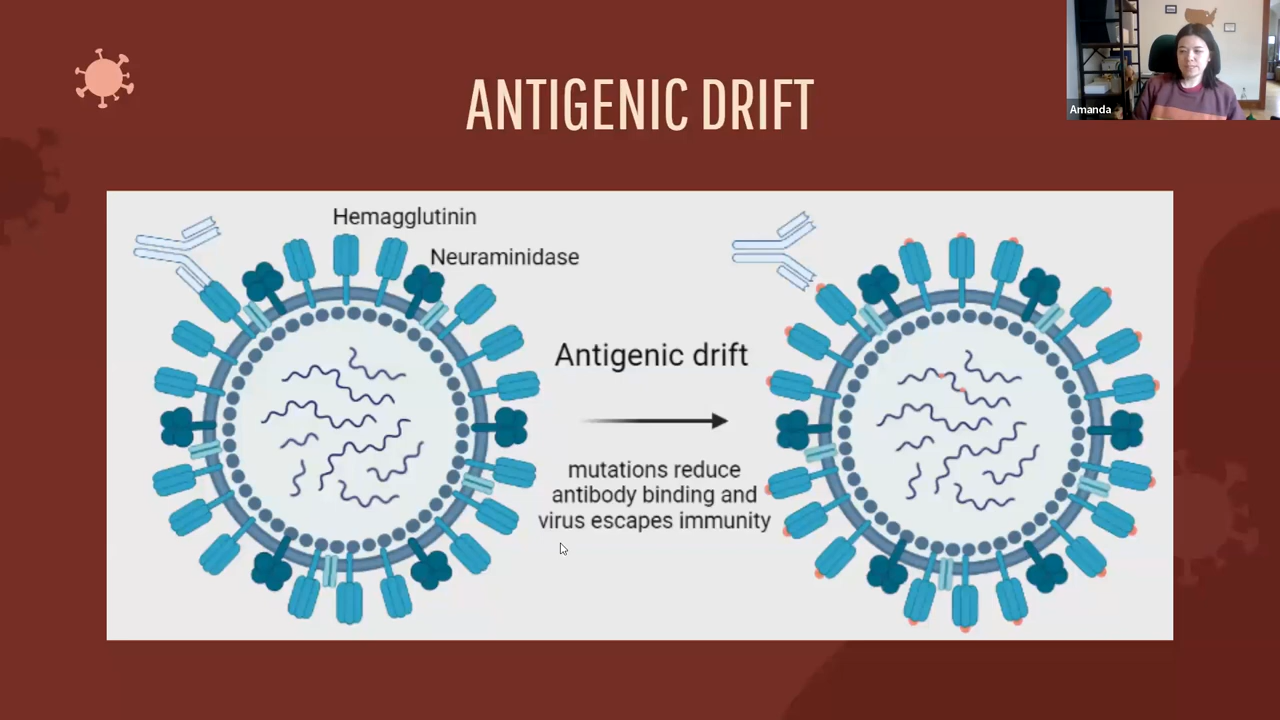 ANTIGENIC DRIFT
Amanda
Hemagglutinin
Neuraminidase
Antigenic drift
mutations reduce
antibody binding and
virus escapes immunity